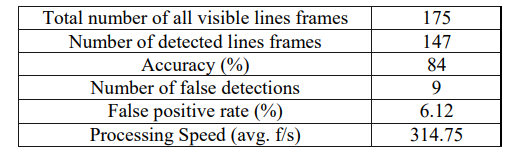 Total number of all visible lines frames 175
Number of detected lines frames 147
Accuracy (%) 84
Number of false detections 9
False positive rate (%) 6.12
Processing Speed (avg. f/s) 314.75